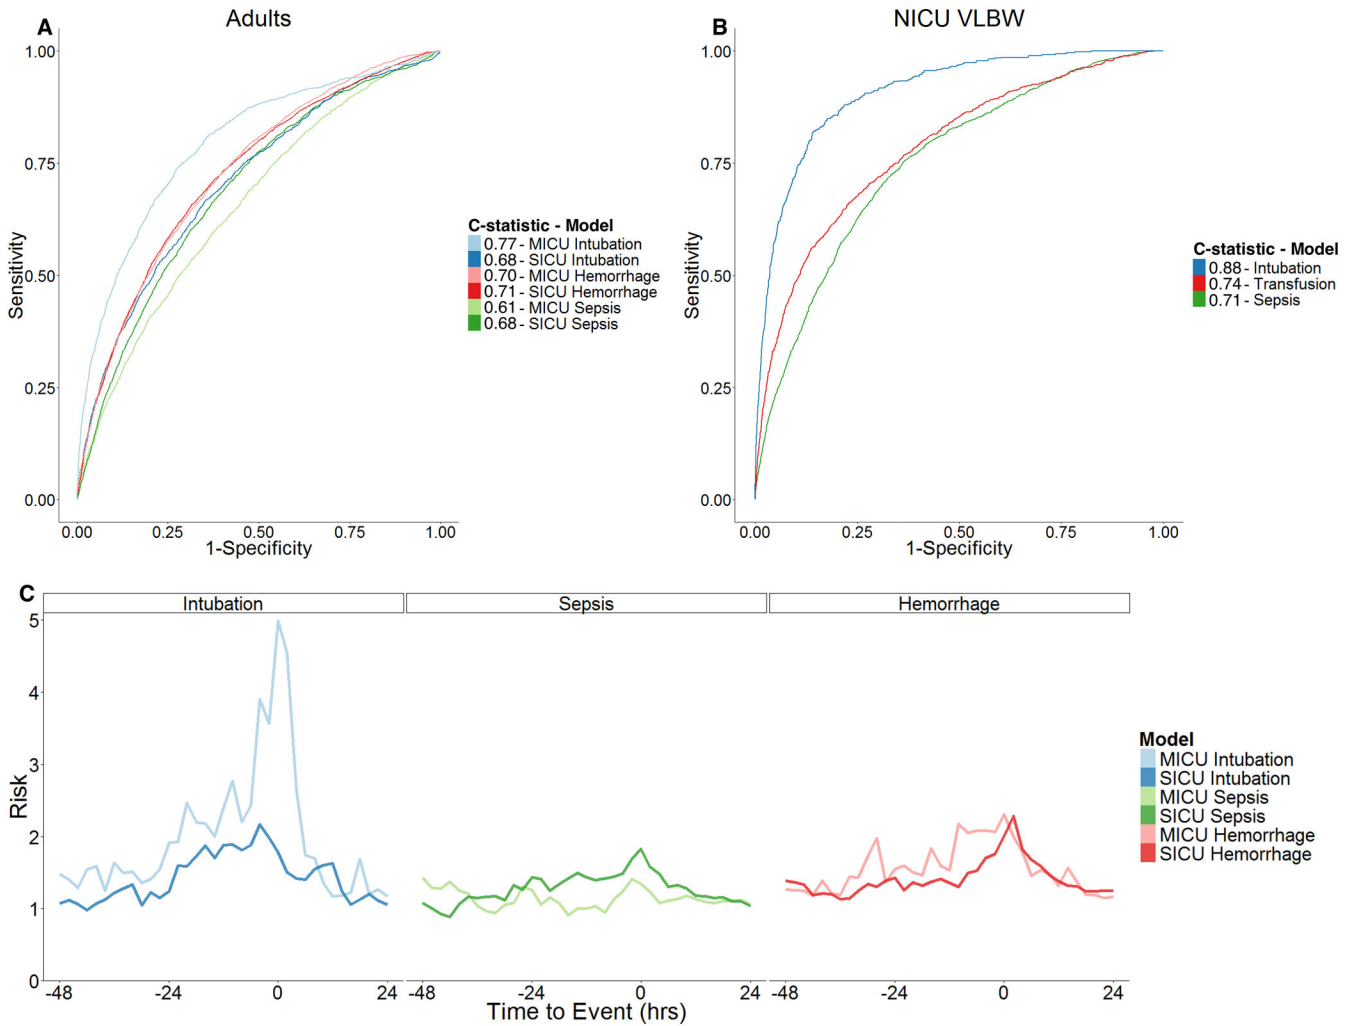 A
Adults
1.00
0.75
0.50
0.25
0.00
Sensitivity
0.00 0.25 0.50 0.75 1.00
1-Specificity
C-statistic - Model
0.77 - MICU Intubation
0.68 - SICU Intubation
0.70 - MICU Hemorrhage
0.71 - SICU Hemorrhage
0.61 - MICU Sepsis
0.68 - SICU Sepsis
B
NICU VLBW
1.00
0.75
0.50
0.25
0.00
Sensitivity
0.00 0.25 0.50 0.75 1.00
1-Specificity
C-statistic - Model
0.88 - Intubation
0.74 - Transfusion
0.71 - Sepsis
C
Intubation Sepsis Hemorrhage
5
4
3
2
1
0
Risk
-48 -24 0 24 -48 -24 0 24 -48 -24 0 24
Time to Event (hrs)
Model
MICU Intubation
SICU Intubation
MICU Sepsis
SICU Sepsis
MICU Hemorrhage
SICU Hemorrhage